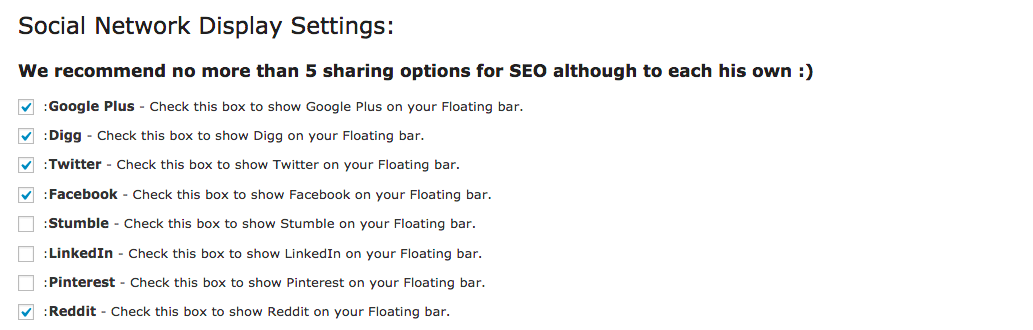 Social Network Display Settings:
We recommend no more than 5 sharing options for SEO although to each his own :)
:Google Plus - Check this box to show Google Plus on your Floating bar.
:Digg - Check this box to show Digg on your Floating bar.
:Twitter - Check this box to show Twitter on your Floating bar.
:Facebook - Check this box to show Facebook on your Floating bar.
:Stumble - Check this box to show Stumble on your Floating bar.
:LinkedIn - Check this box to show LinkedIn on your Floating bar.
:Pinterest - Check this box to show Pinterest on your Floating bar.
:Reddit - Check this box to show Reddit on your Floating bar.